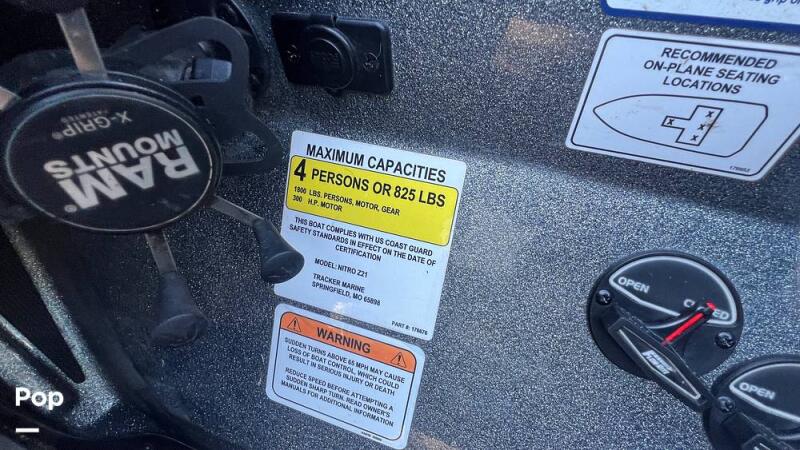 RECOMMENDED
ON-PLANE SEATING
LOCATIONS
X
X
X
X-GRIP®
PATENTED
RAM
MOUNTS
MAXIMUM CAPACITIES
4 PERSONS OR 825 LBS
1800 LBS. PERSONS, MOTOR, GEAR
300 H.P. MOTOR
THIS BOAT COMPLIES WITH US COAST GUARD
SAFETY STANDARDS IN EFFECT ON THE DATE OF
CERTIFICATION
MODEL: NITRO Z21
TRACKER MARINE
SPRINGFIELD, MO 65898
PART #: 176676
WARNING
SUDDEN TURNS ABOVE 65 MPH MAY CAUSE
LOSS OF BOAT CONTROL, WHICH COULD
RESULT IN SERIOUS INJURY OR DEATH
REDUCE SPEED BEFORE ATTEMPTING A
SUDDEN SHARP TURN. READ OWNER'S
MANUALS FOR ADDITIONAL INFORMATION
OPEN
CLOSED
OPEN
Pop